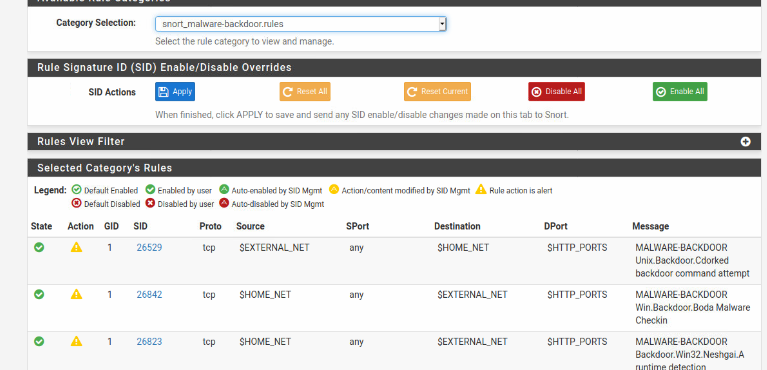 Available Rule Categories
Category Selection: snort_malware-backdoor.rules
Select the rule category to view and manage.
Rule Signature ID (SID) Enable/Disable Overrides
SID Actions Apply Reset All Reset Current Disable All Enable All
When finished, click APPLY to save and send any SID enable/disable changes made on this tab to Snort.
Rules View Filter
Selected Category's Rules
Legend: Default Enabled Enabled by user Auto-enabled by SID Mgmt Action/content modified by SID Mgmt Rule action is alert
Default Disabled Disabled by user Auto-disabled by SID Mgmt
State Action GID SID Proto Source SPort Destination DPort Message
1 26529 tcp $EXTERNAL_NET any $HOME_NET $HTTP_PORTS MALWARE-BACKDOOR
Unix.Backdoor.Cdorked
backdoor command attempt
1 26842 tcp $HOME_NET any $EXTERNAL_NET $HTTP_PORTS MALWARE-BACKDOOR
Win.Backdoor.Boda Malware
Checkin
1 26823 tcp $HOME_NET any $EXTERNAL_NET $HTTP_PORTS MALWARE-BACKDOOR
Backdoor.Win32.Neshgai.A
runtime detection